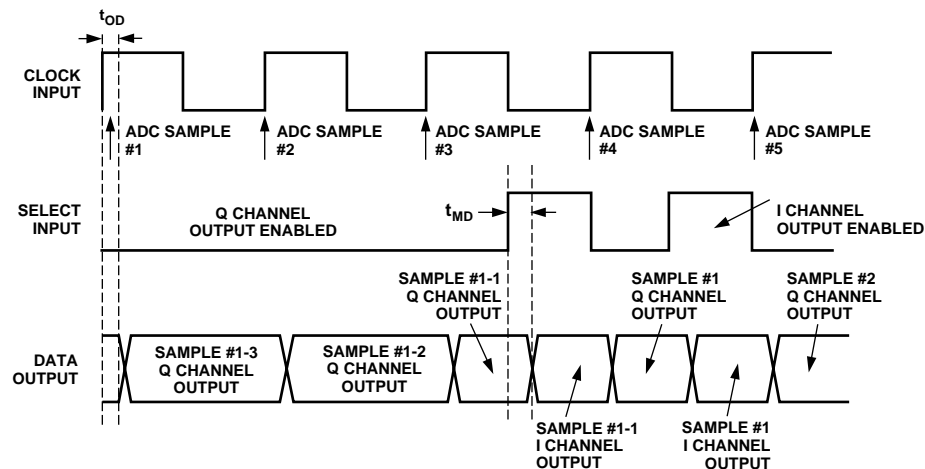 tOD
CLOCK
INPUT
ADC SAMPLE
#1
ADC SAMPLE
#2
ADC SAMPLE
#3
ADC SAMPLE
#4
ADC SAMPLE
#5
SELECT
INPUT
Q CHANNEL
OUTPUT ENABLED
tMD
I CHANNEL
OUTPUT ENABLED
SAMPLE #1-1
Q CHANNEL
OUTPUT
SAMPLE #1
Q CHANNEL
OUTPUT
SAMPLE #2
Q CHANNEL
OUTPUT
DATA
OUTPUT
SAMPLE #1-3
Q CHANNEL
OUTPUT
SAMPLE #1-2
Q CHANNEL
OUTPUT
SAMPLE #1-1
I CHANNEL
OUTPUT
SAMPLE #1
I CHANNEL
OUTPUT